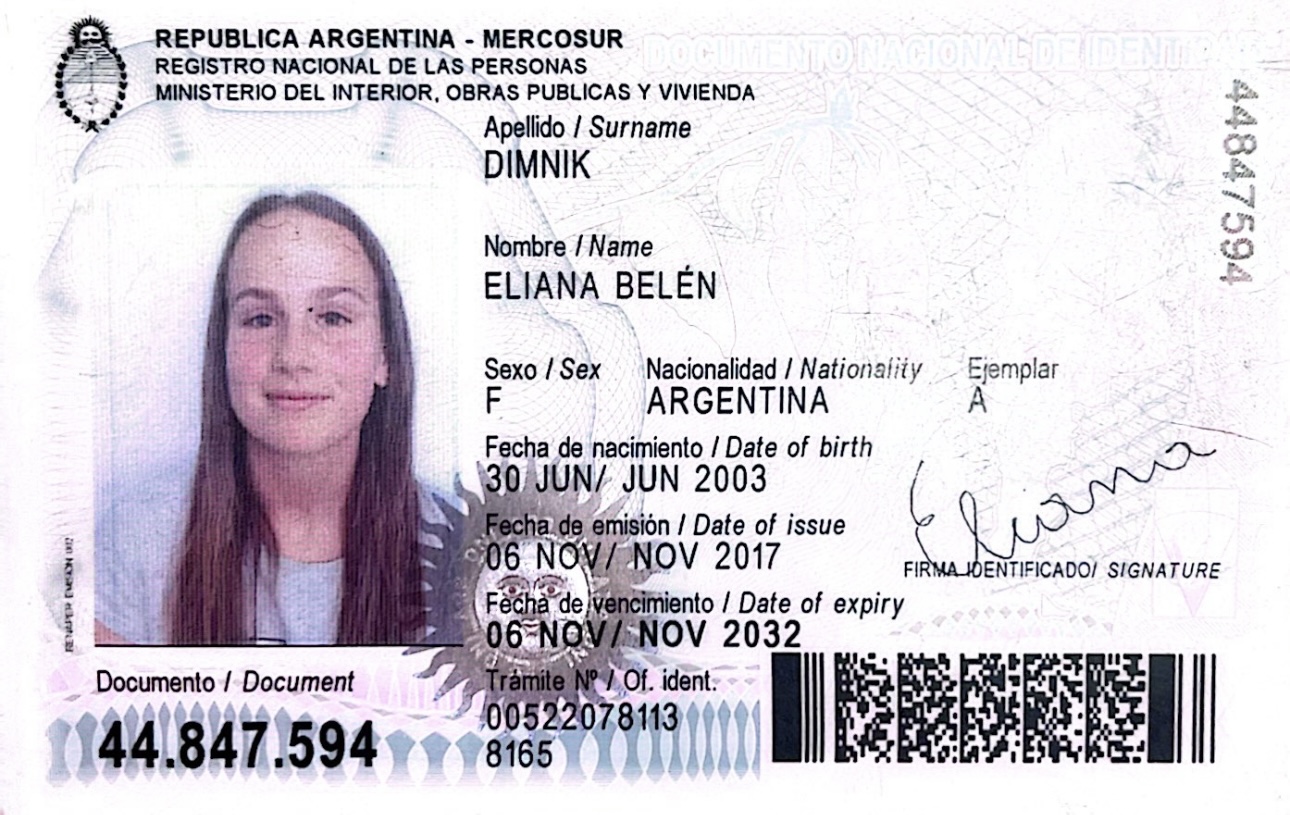 REPUBLICA ARGENTINA - MERCOSUR
REGISTRO NACIONAL DE LAS PERSONAS
MINISTERIO DEL INTERIOR, OBRAS PUBLICAS Y VIVIENDA
DOCUMENTO NACIONAL DE IDENTIDAD
44847594
Apellido / Surname
DIMNIK
Nombre / Name
ELIANA BELÉN
Sexo / Sex Nacionalidad / Nationality Ejemplar
F ARGENTINA A
Fecha de nacimiento / Date of birth
30 JUN/ JUN 2003
Fecha de emisión / Date of issue
06 NOV/ NOV 2017
Eliana
FIRMA IDENTIFICADO/ SIGNATURE
Fecha de vencimiento / Date of expiry
06 NOV/ NOV 2032
Documento / Document
44.847.594
Trámite Nº / Of. ident.
00522078113
8165